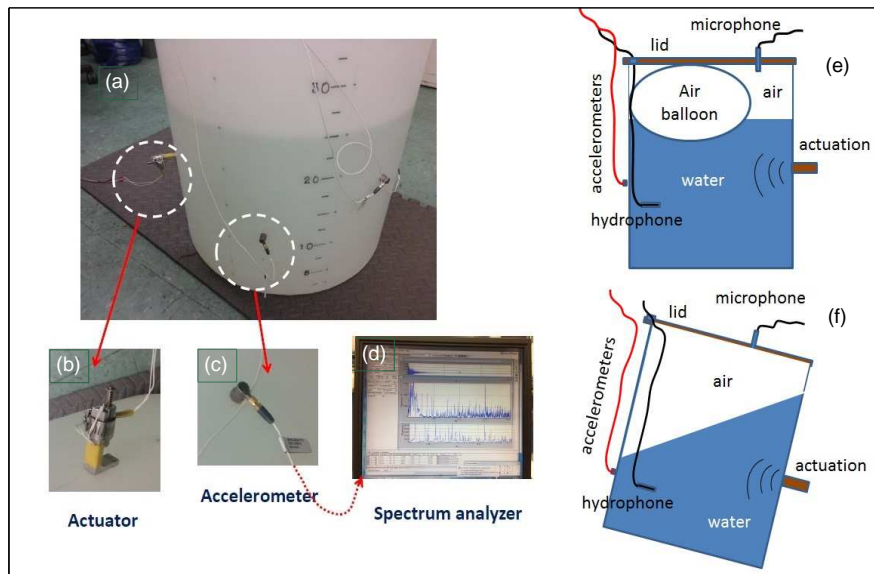 (a)
30
20
10
5
(b)
Actuator
(c)
Accelerometer
(d)
Spectrum analyzer
(e)
microphone
lid
Air
balloon
air
accelerometers
actuation
water
hydrophone
(f)
microphone
lid
air
accelerometers
actuation
hydrophone
water